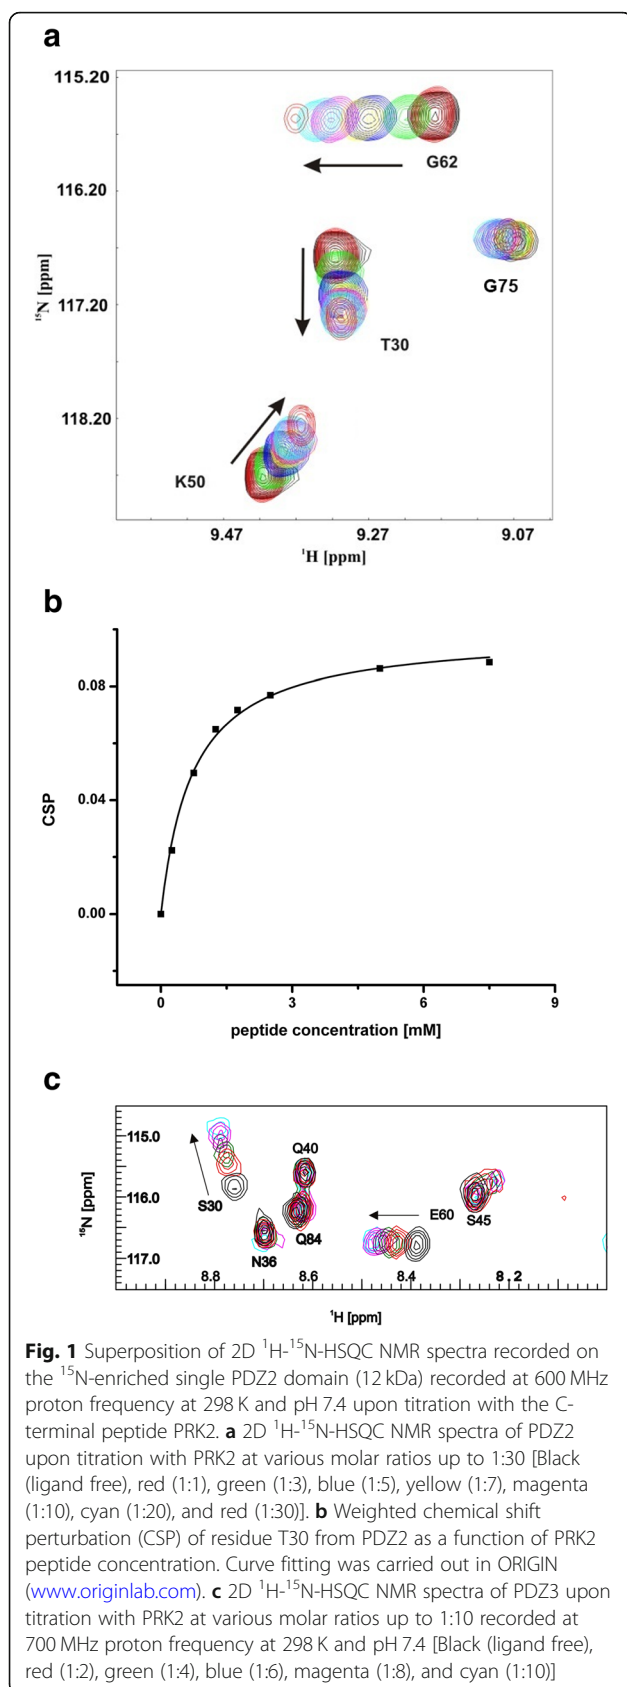 a
115.20
116.20
117.20
118.20
¹⁵N [ppm]
G62
G75
T30
K50
9.47 9.27 9.07
¹H [ppm]
b
0.08
0.04
0.00
CSP
0 3 6 9
peptide concentration [mM]
c
115.0
116.0
117.0
¹⁵N [ppm]
Q40
S30
E60
S45
N36
Q84
8.8 8.6 8.4 8.2
¹H [ppm]
Fig. 1 Superposition of 2D ¹H-¹⁵N-HSQC NMR spectra recorded on
the ¹⁵N-enriched single PDZ2 domain (12 kDa) recorded at 600 MHz
proton frequency at 298 K and pH 7.4 upon titration with the C-
terminal peptide PRK2. a 2D ¹H-¹⁵N-HSQC NMR spectra of PDZ2
upon titration with PRK2 at various molar ratios up to 1:30 [Black
(ligand free), red (1:1), green (1:3), blue (1:5), yellow (1:7), magenta
(1:10), cyan (1:20), and red (1:30)]. b Weighted chemical shift
perturbation (CSP) of residue T30 from PDZ2 as a function of PRK2
peptide concentration. Curve fitting was carried out in ORIGIN
(www.originlab.com). c 2D ¹H-¹⁵N-HSQC NMR spectra of PDZ3 upon
titration with PRK2 at various molar ratios up to 1:10 recorded at
700 MHz proton frequency at 298 K and pH 7.4 [Black (ligand free),
red (1:2), green (1:4), blue (1:6), magenta (1:8), and cyan (1:10)]